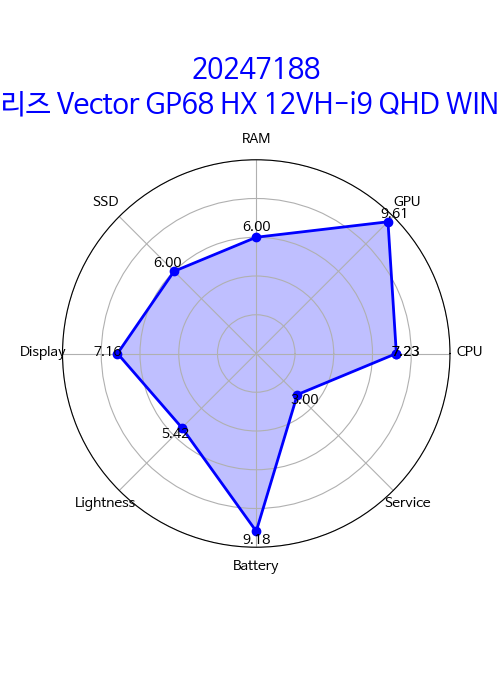 20247188
리즈 Vector GP68 HX 12VH-i9 QHD WIN
RAM
SSD
GPU
9.61
6.00
6.00
Display
7.16
7.23
CPU
3.00
5.42
Lightness
Service
9.18
Battery